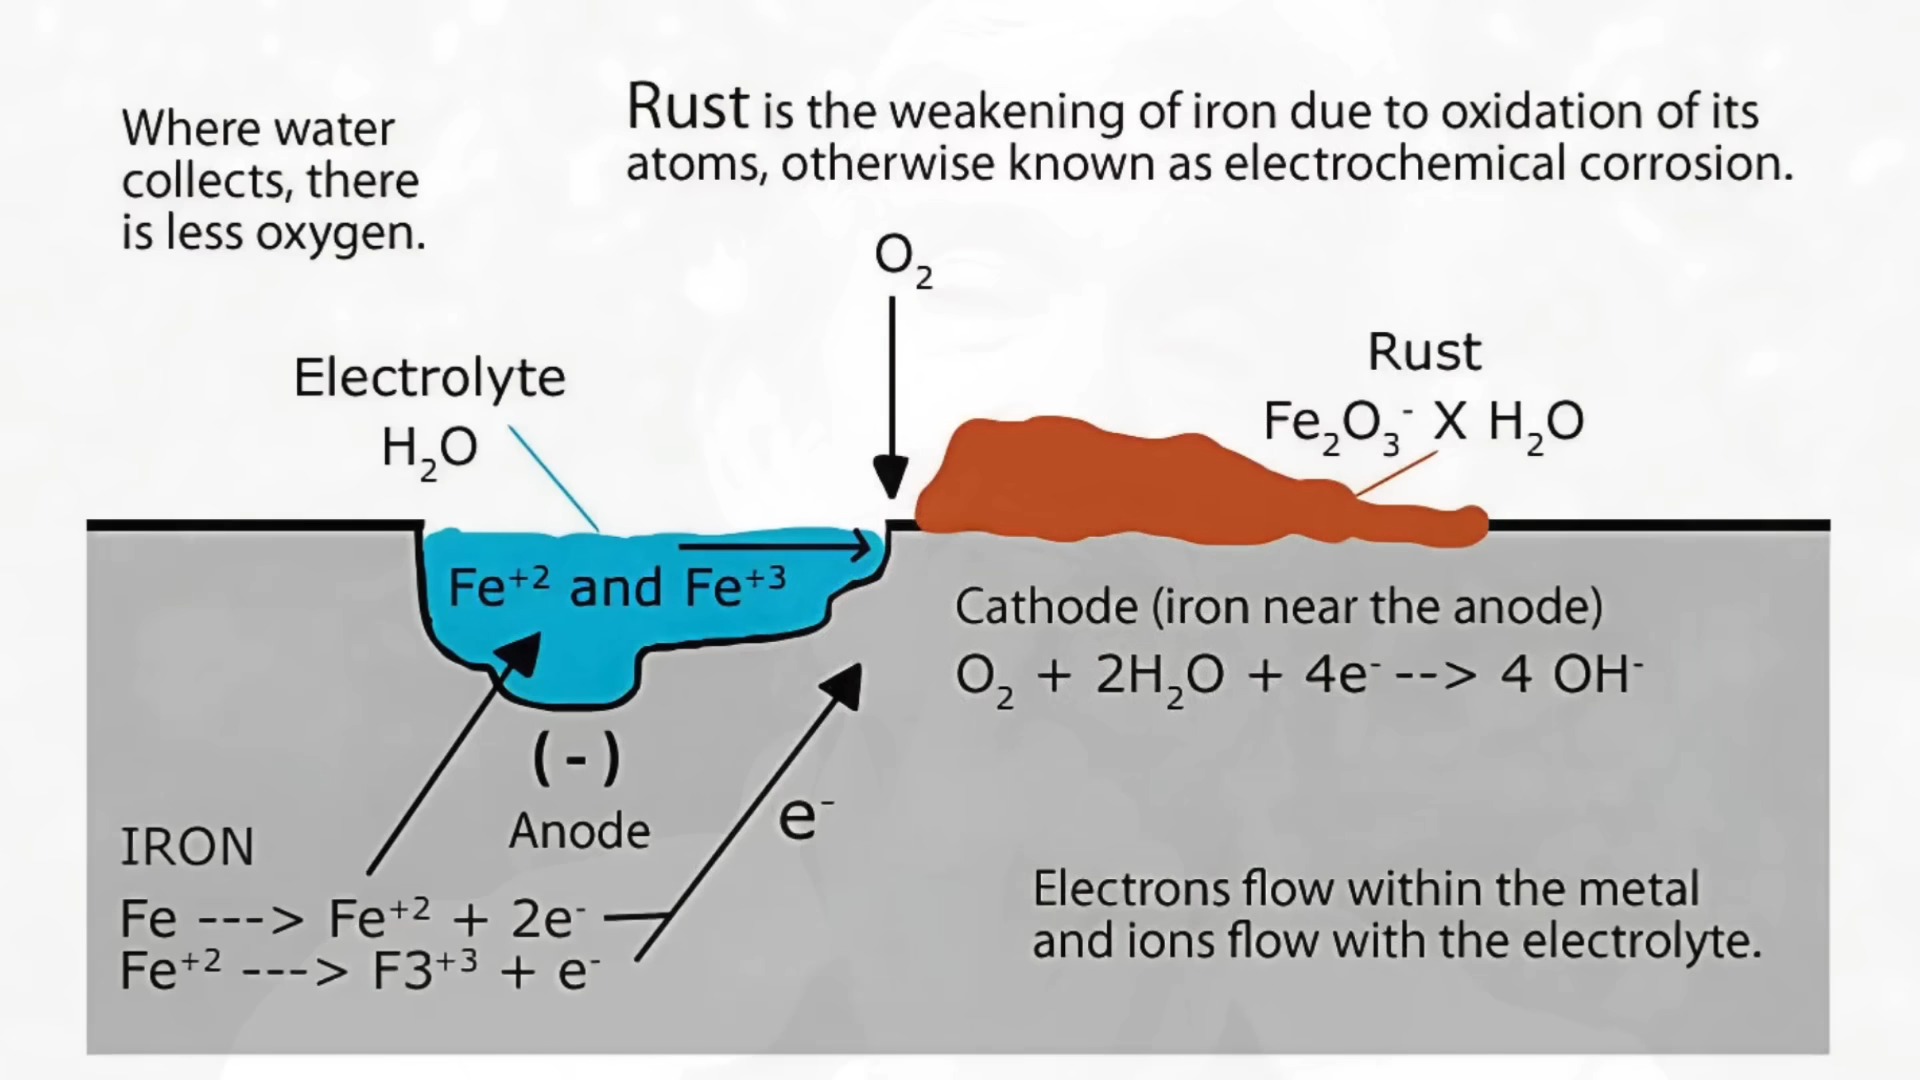 Where water
collects, there
is less oxygen.
Rust is the weakening of iron due to oxidation of its
atoms, otherwise known as electrochemical corrosion.
O₂
Electrolyte
H₂O
Rust
Fe₂O₃⁻ X H₂O
Fe⁺² and Fe⁺³
Cathode (iron near the anode)
O₂ + 2H₂O + 4e⁻ --> 4 OH⁻
(-)
Anode
e⁻
IRON
Fe ---> Fe⁺² + 2e⁻
Fe⁺² ---> F3⁺³ + e⁻
Electrons flow within the metal
and ions flow with the electrolyte.